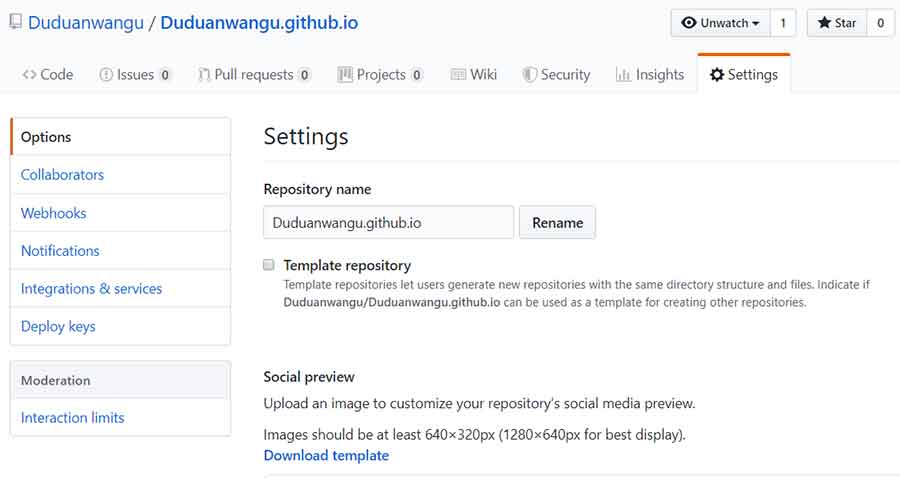 Duduanwangu / Duduanwangu.github.io
Unwatch 1 Star 0
Code Issues 0 Pull requests 0 Projects 0 Wiki Security Insights Settings
Options
Collaborators
Webhooks
Notifications
Integrations & services
Deploy keys
Moderation
Interaction limits
Settings
Repository name
Duduanwangu.github.io Rename
Template repository
Template repositories let users generate new repositories with the same directory structure and files. Indicate if
Duduanwangu/Duduanwangu.github.io can be used as a template for creating other repositories.
Social preview
Upload an image to customize your repository's social media preview.
Images should be at least 640×320px (1280×640px for best display).
Download template